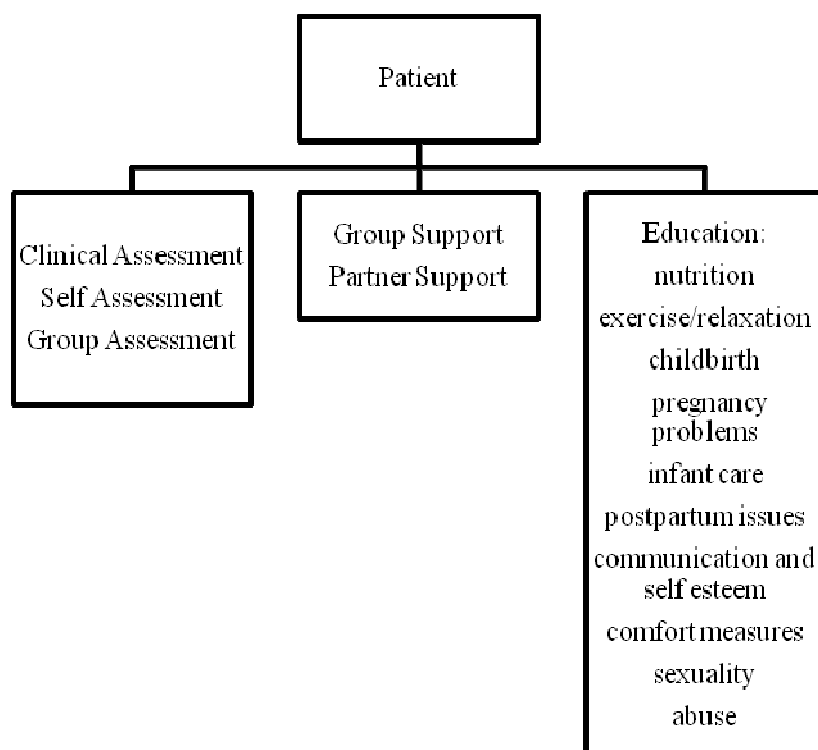 Patient
Clinical Assessment
Self Assessment
Group Assessment
Group Support
Partner Support
Education:
nutrition
exercise/relaxation
childbirth
pregnancy
problems
infant care
postpartum issues
communication and
self esteem
comfort measures
sexuality
abuse